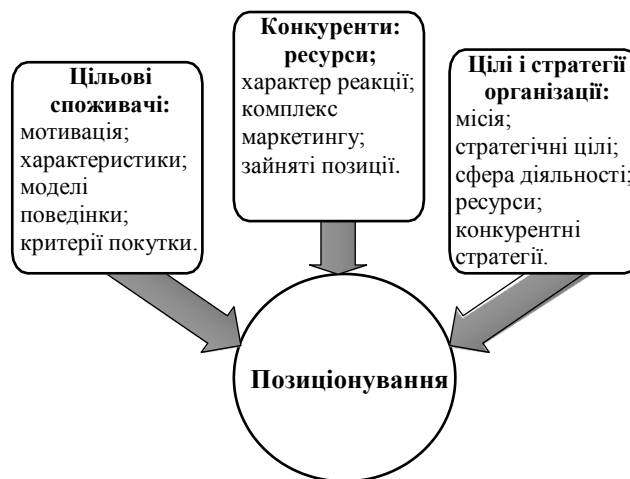 Цільові
споживачі:
мотивація;
характеристики;
моделі
поведінки;
критерії покутки.
Конкуренти:
ресурси;
характер реакції;
комплекс
маркетингу;
зайняті позиції.
Цілі і стратегії
організації:
місія;
стратегічні цілі;
сфера діяльності;
ресурси;
конкурентні
стратегії.
Позиціонування